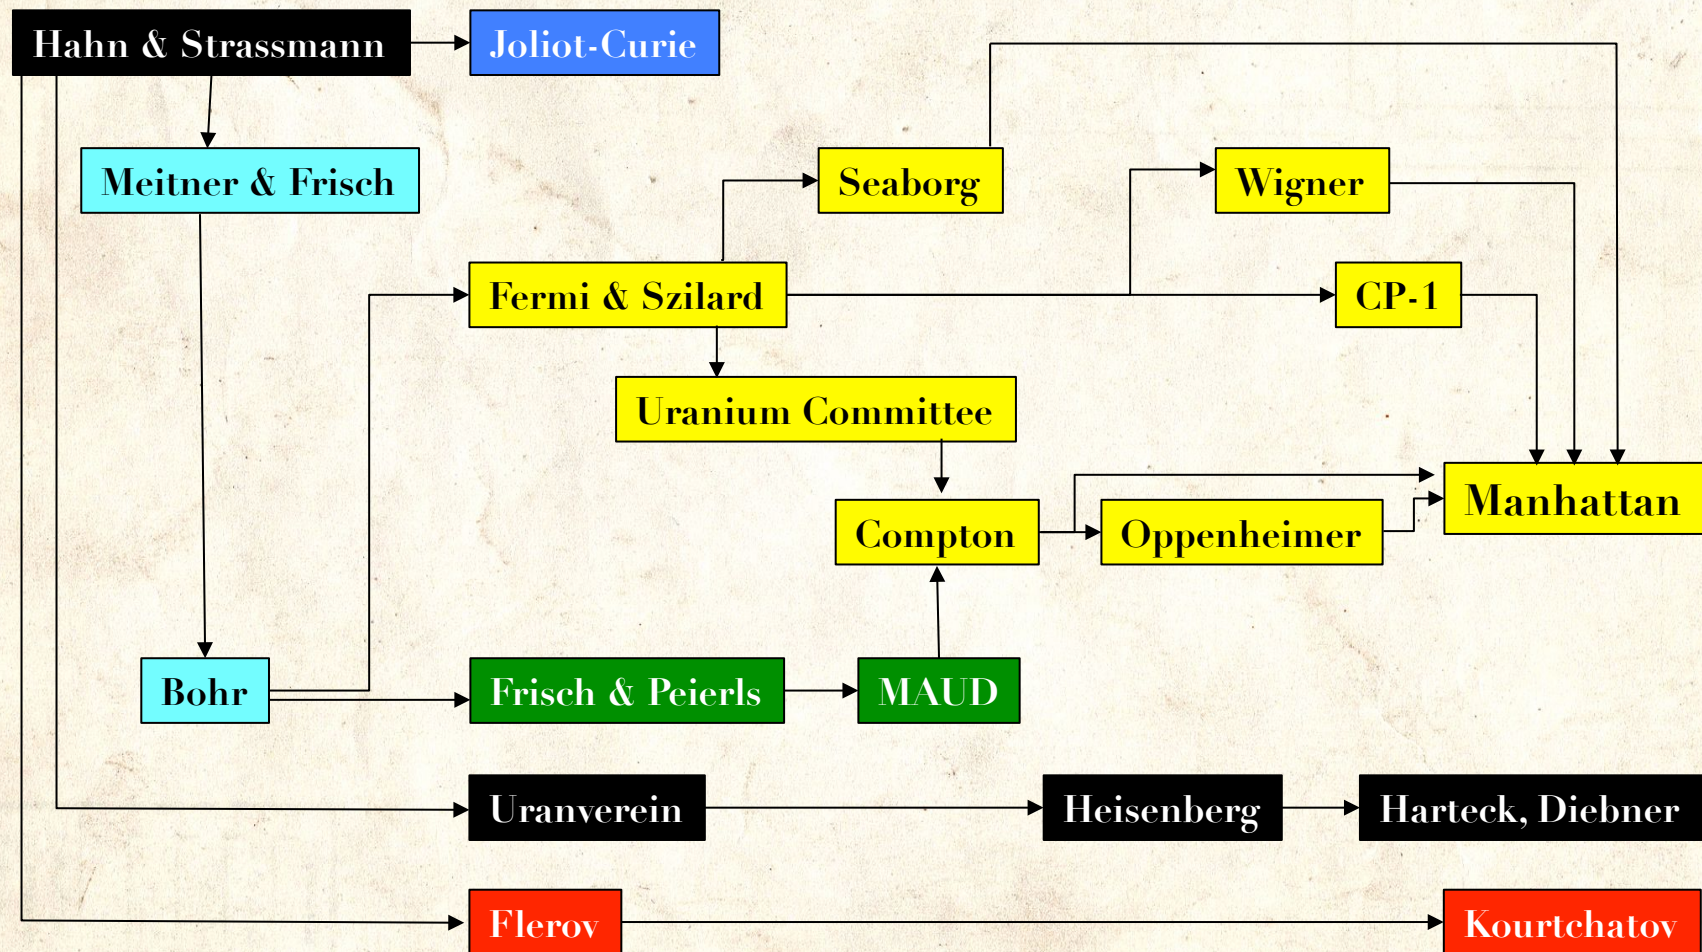 Hahn & Strassmann
Joliot-Curie
Meitner & Frisch
Seaborg
Wigner
Fermi & Szilard
CP-1
Uranium Committee
Manhattan
Compton
Oppenheimer
Bohr
Frisch & Peierls
MAUD
Uranverein
Heisenberg
Harteck, Diebner
Flerov
Kourtchatov